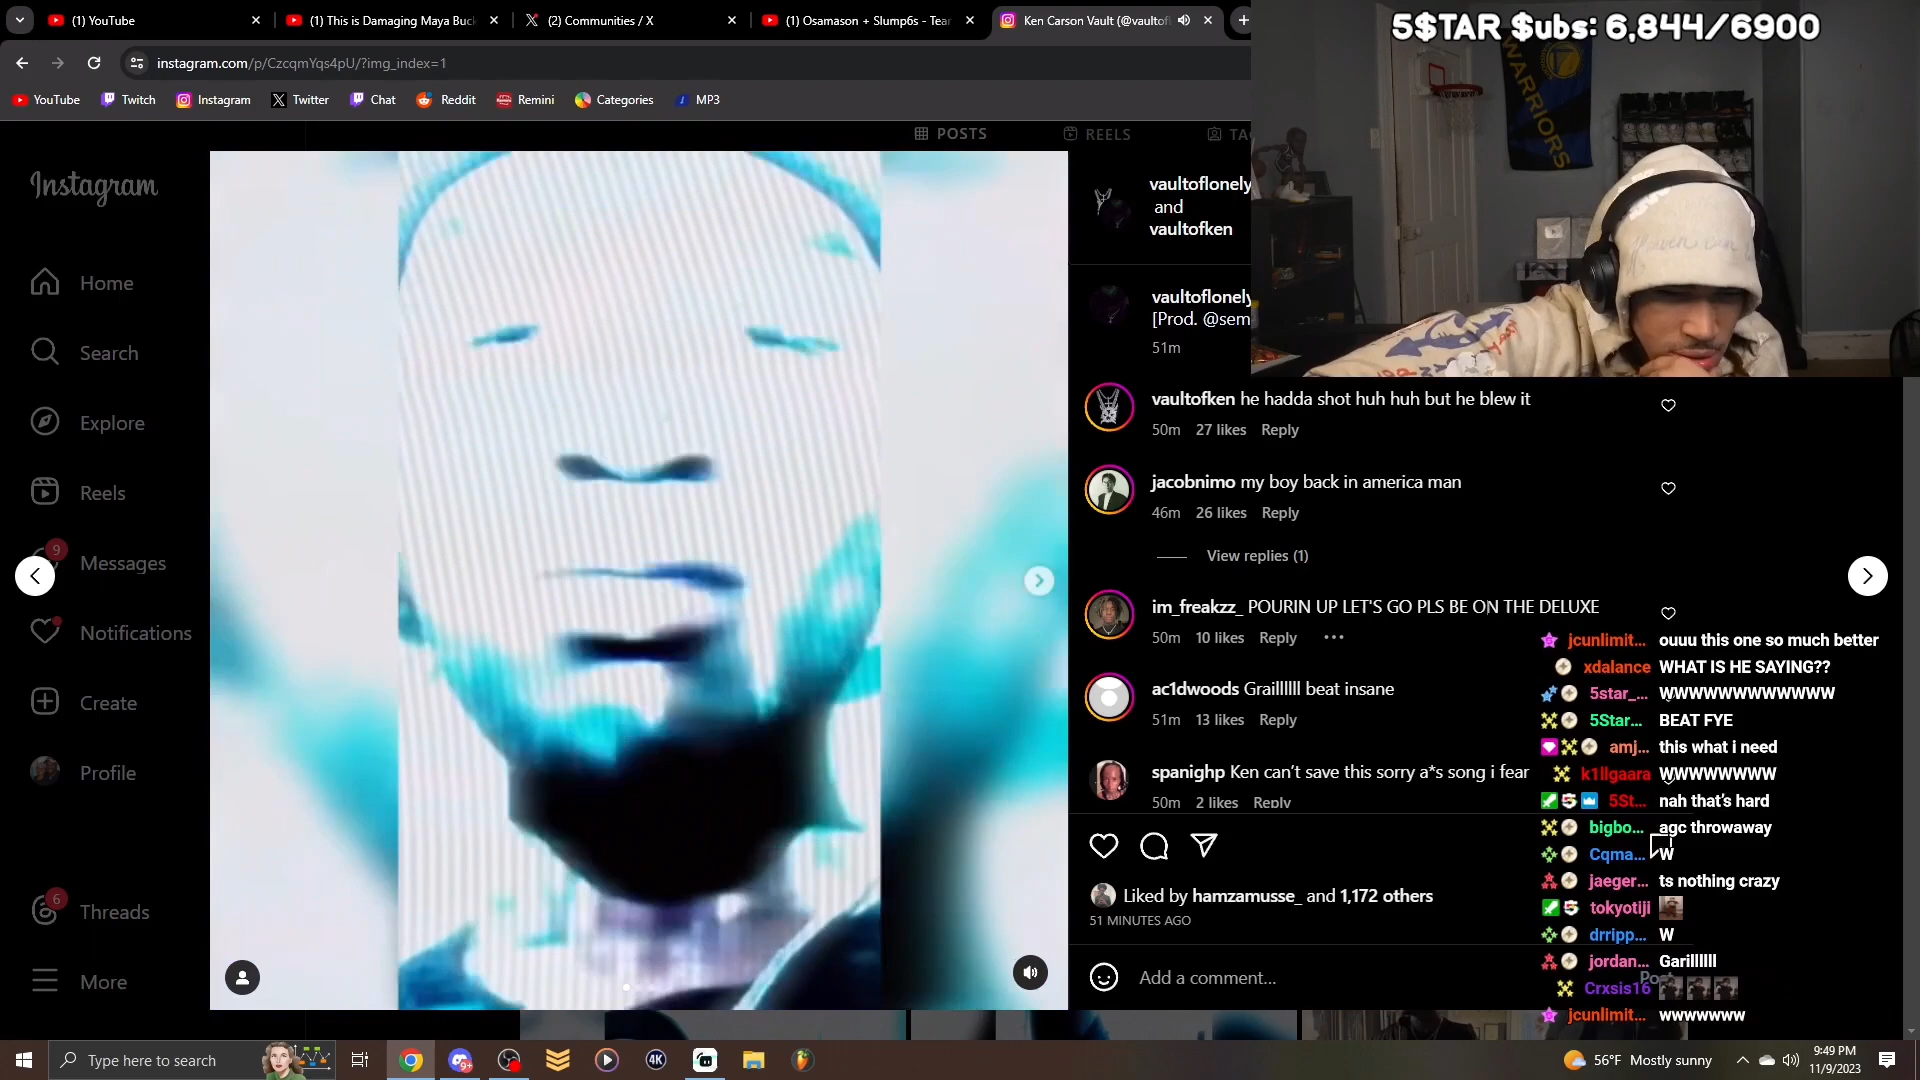 (1) YouTube
(1) This is Damaging Maya Buck
(2) Communities / X
(1) Osamason + Slump6s - Tear
Ken Carson Vault (@vaultof
5$TAR $ubs: 6,844/6900
instagram.com/p/CzcqmYqs4pU/?img_index=1
YouTube
Twitch
Instagram
Twitter
Chat
Reddit
Remini
Categories
MP3
POSTS
REELS
TA
WARRIORS
Instagram
Home
Search
Explore
Reels
9
Messages
Notifications
Create
Profile
6
Threads
More
vaultoflonely
and
vaultofken
vaultoflonely
[Prod. @sem
51m
vaultofken he hadda shot huh huh but he blew it
50m 27 likes Reply
jacobnimo my boy back in america man
46m 26 likes Reply
View replies (1)
im_freakzz_ POURIN UP LET'S GO PLS BE ON THE DELUXE
50m 10 likes Reply
ac1dwoods Graillllll beat insane
51m 13 likes Reply
spanighp Ken can’t save this sorry a*s song i fear
50m 2 likes Reply
Liked by hamzamusse_ and 1,172 others
51 MINUTES AGO
Add a comment...
Post
jcunlimit... ouuu this one so much better
xdalance WHAT IS HE SAYING??
5star_... WWWWWWWWWWWW
5Star... BEAT FYE
amj... this what i need
k1llgaara WWWWWWWW
5St... nah that’s hard
bigbo... agc throwaway
Cqma... W
jaeger... ts nothing crazy
tokyotiji
drripp... W
jordan... Garillllll
Crxsis16
jcunlimit... wwwwwww
Type here to search
9+
4K
56°F Mostly sunny
9:49 PM
11/9/2023